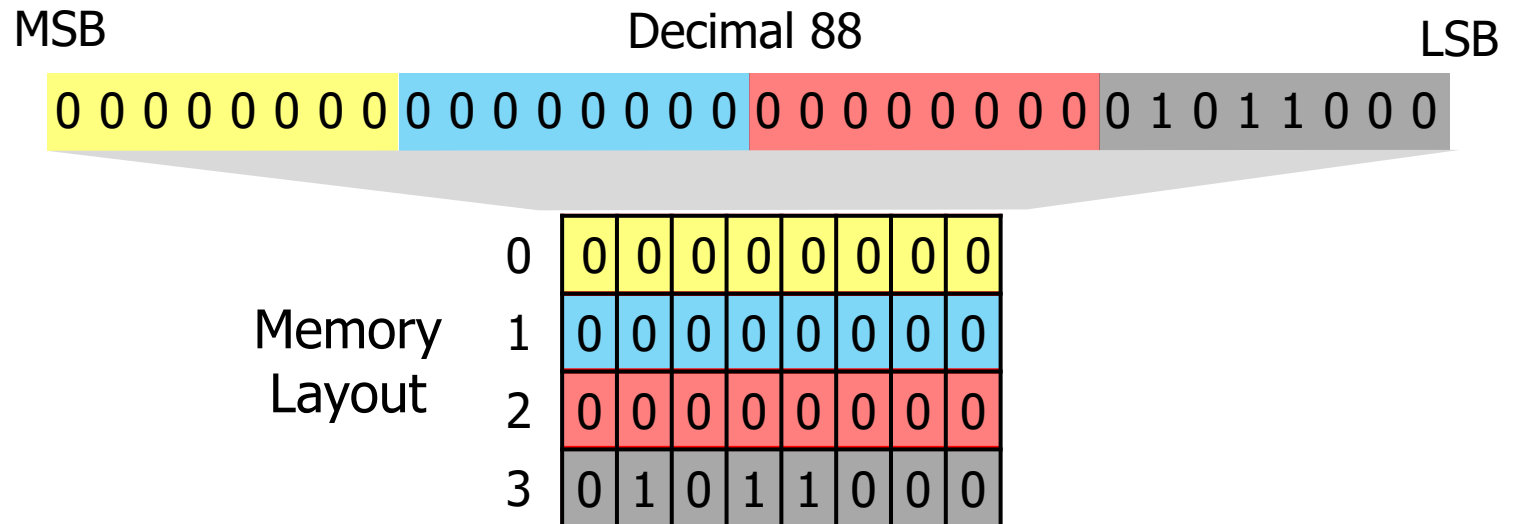 MSB Decimal 88 LSB
0 0 0 0 0 0 0 0 0 0 0 0 0 0 0 0 0 0 0 0 0 0 0 0 0 1 0 1 1 0 0 0
0 0 0 0 0 0 0 0 0
Memory 1 0 0 0 0 0 0 0 0
Layout 2 0 0 0 0 0 0 0 0
3 0 1 0 1 1 0 0 0